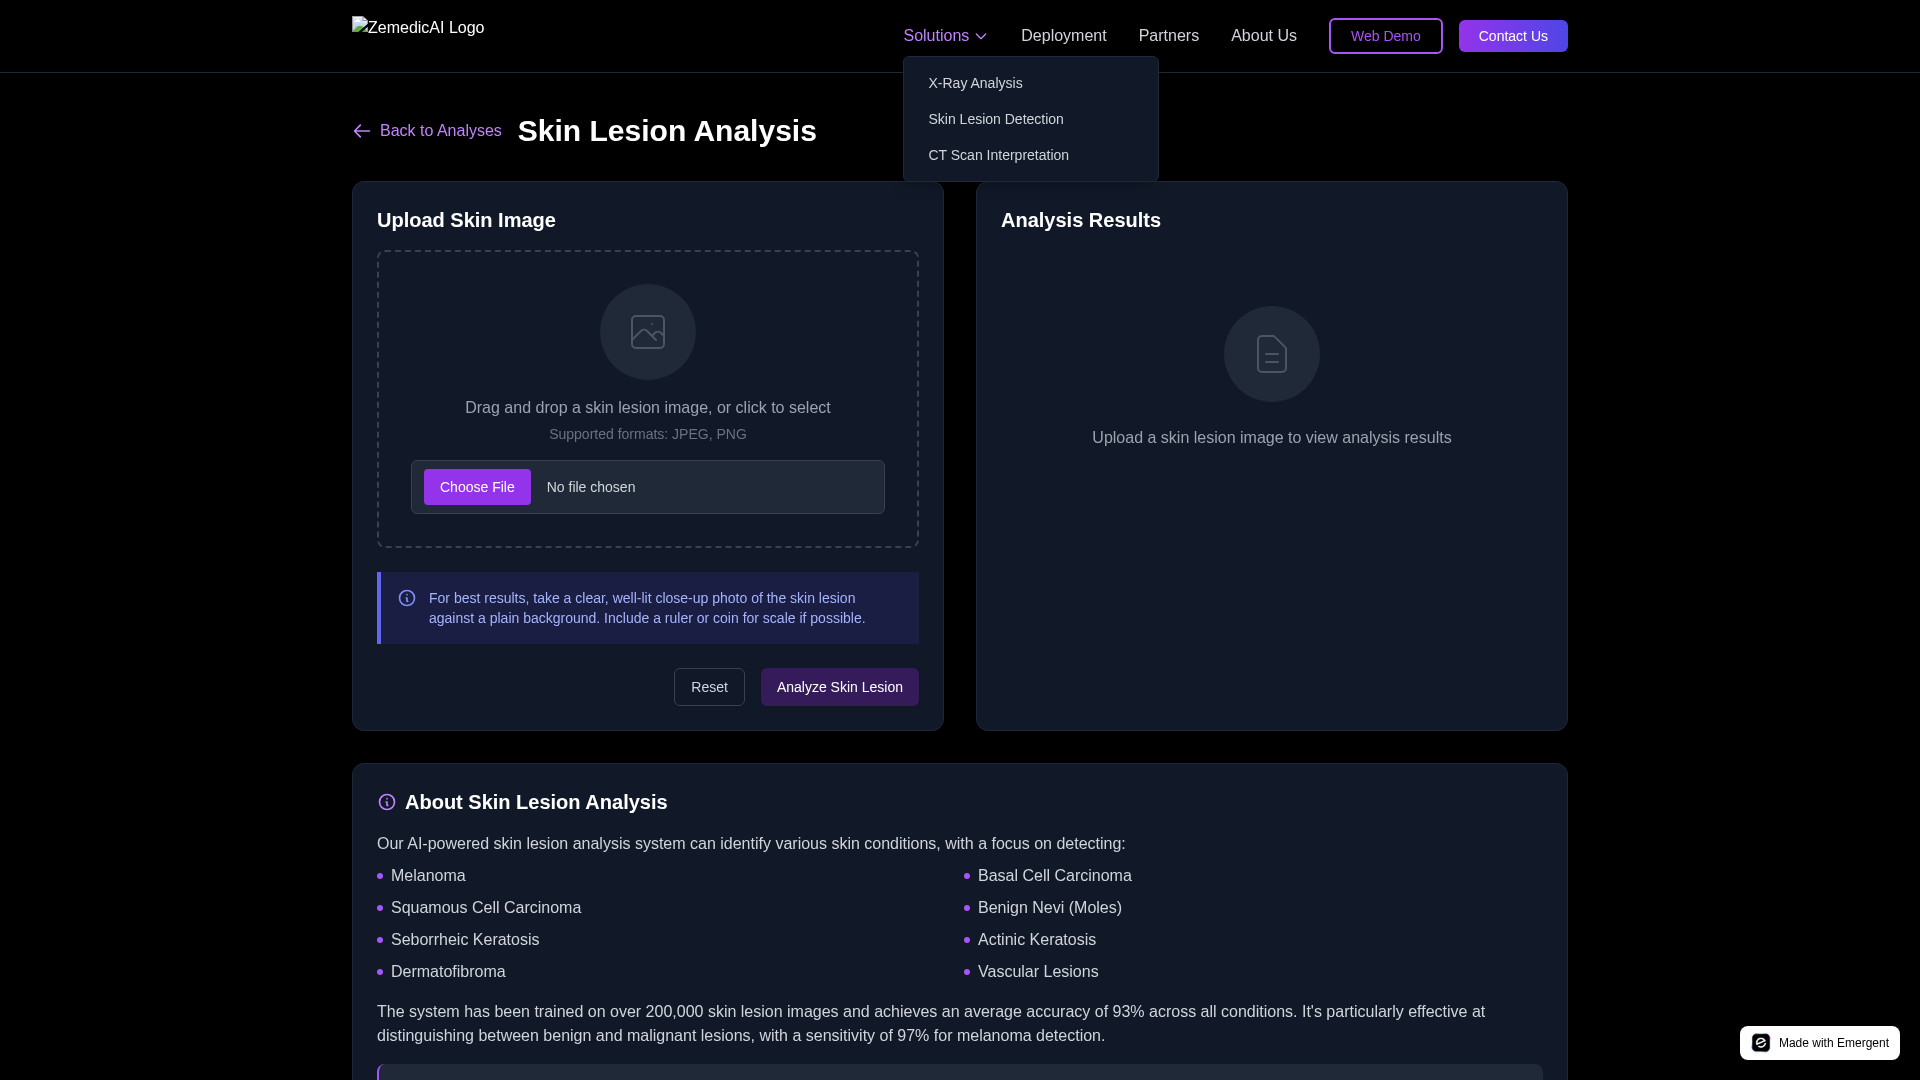 ZemedicAI Logo
Solutions
Deployment
Partners
About Us
Web Demo
Contact Us
X-Ray Analysis
Skin Lesion Detection
CT Scan Interpretation
Back to Analyses
Skin Lesion Analysis
Upload Skin Image
Drag and drop a skin lesion image, or click to select
Supported formats: JPEG, PNG
Choose File
No file chosen
For best results, take a clear, well-lit close-up photo of the skin lesion
against a plain background. Include a ruler or coin for scale if possible.
Reset
Analyze Skin Lesion
Analysis Results
Upload a skin lesion image to view analysis results
About Skin Lesion Analysis
Our AI-powered skin lesion analysis system can identify various skin conditions, with a focus on detecting:
Melanoma
Basal Cell Carcinoma
Squamous Cell Carcinoma
Benign Nevi (Moles)
Seborrheic Keratosis
Actinic Keratosis
Dermatofibroma
Vascular Lesions
The system has been trained on over 200,000 skin lesion images and achieves an average accuracy of 93% across all conditions. It's particularly effective at
distinguishing between benign and malignant lesions, with a sensitivity of 97% for melanoma detection.
Made with Emergent